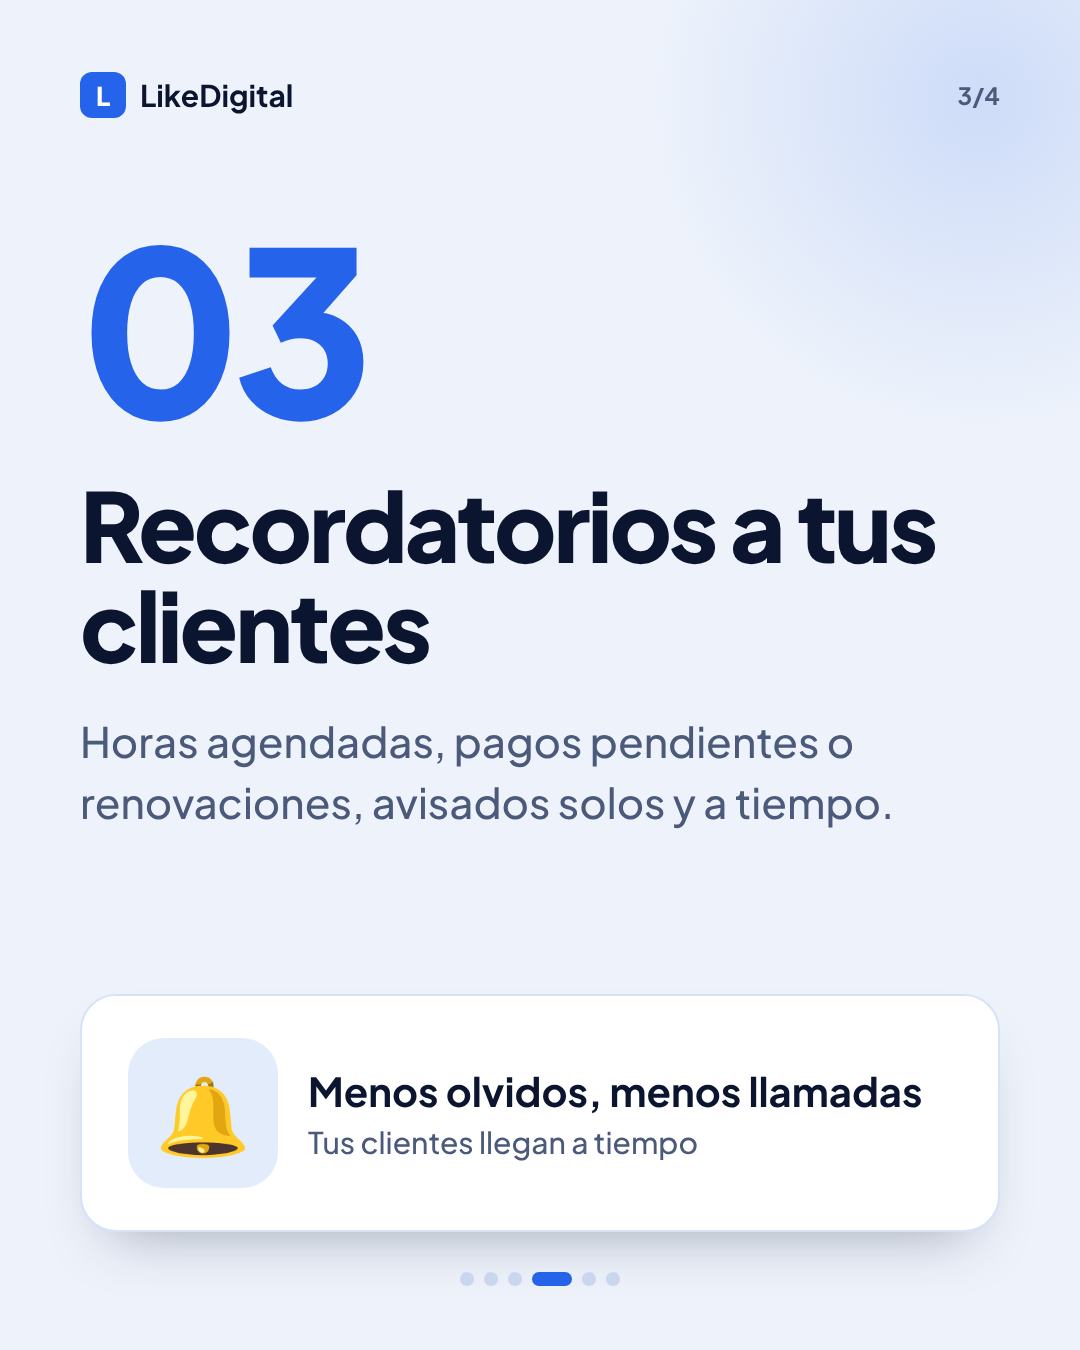 L LikeDigital
3/4
03
Recordatorios a tus
clientes
Horas agendadas, pagos pendientes o
renovaciones, avisados solos y a tiempo.
Menos olvidos, menos llamadas
Tus clientes llegan a tiempo